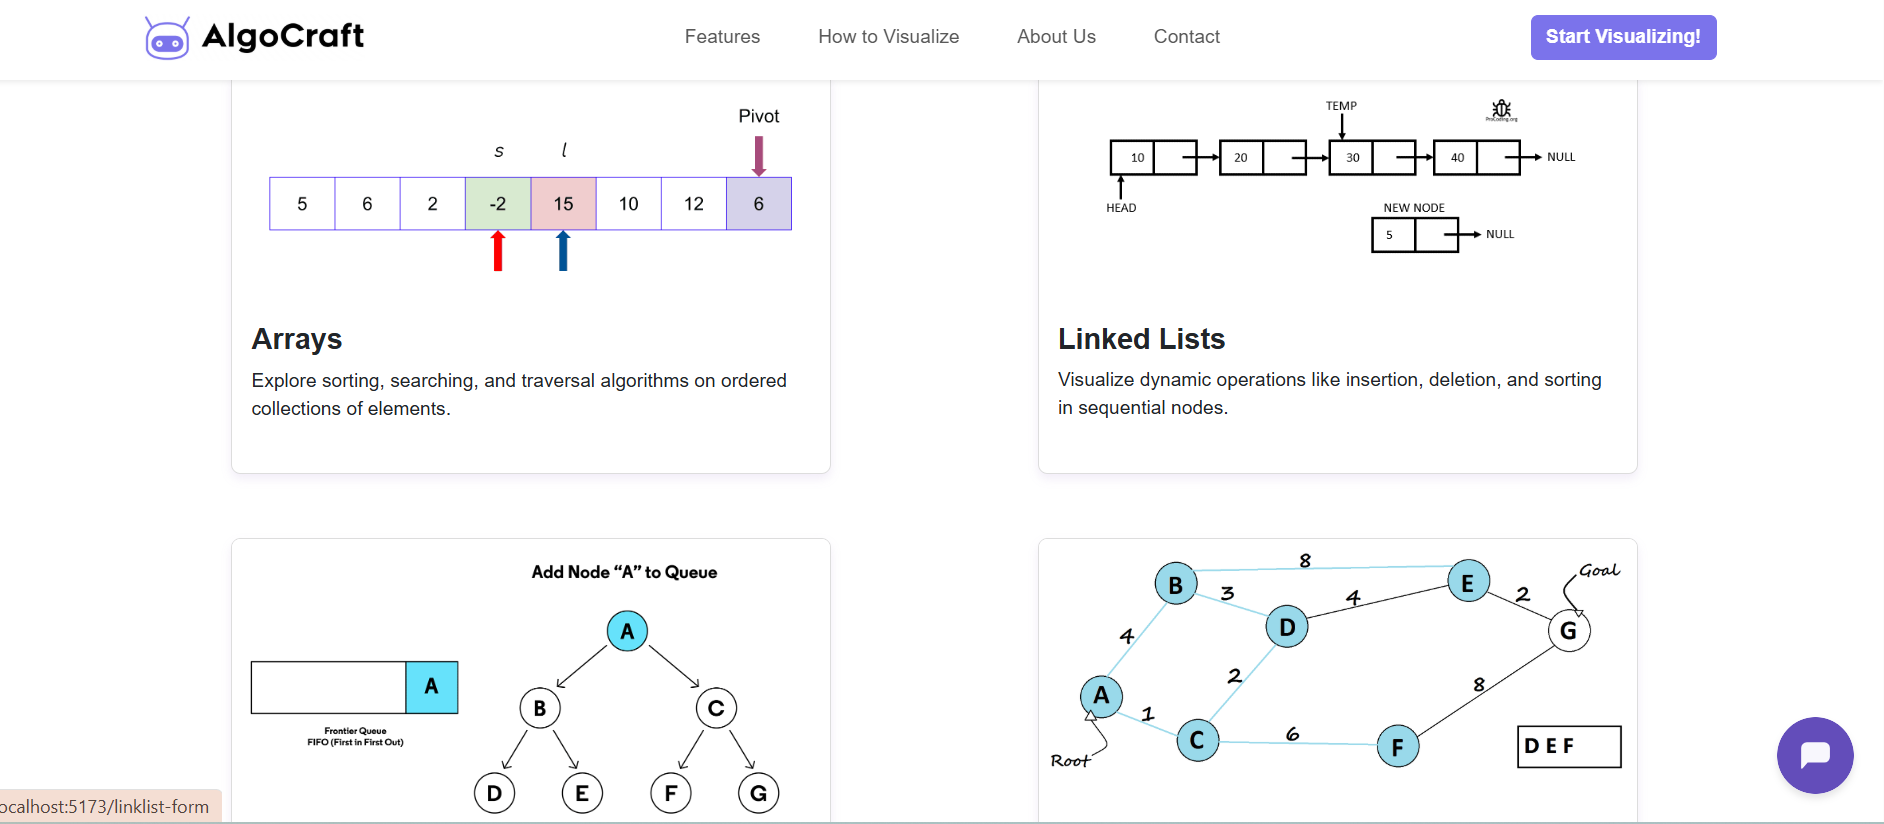 AlgoCraft
Features
How to Visualize
About Us
Contact
Start Visualizing!
Pivot
s
l
5 6 2 -2 15 10 12 6
Arrays
Explore sorting, searching, and traversal algorithms on ordered
collections of elements.
TEMP
ProCoding.org
10 20 30 40 NULL
HEAD
NEW NODE
5 NULL
Linked Lists
Visualize dynamic operations like insertion, deletion, and sorting
in sequential nodes.
Add Node “A” to Queue
A
A
Frontier Queue
FIFO (First in First Out)
B C
D E F G
8
B
3
4
E
2
Goal
D
G
4
2
8
A
1
C
6
F
Root
D E F
ocalhost:5173/linklist-form